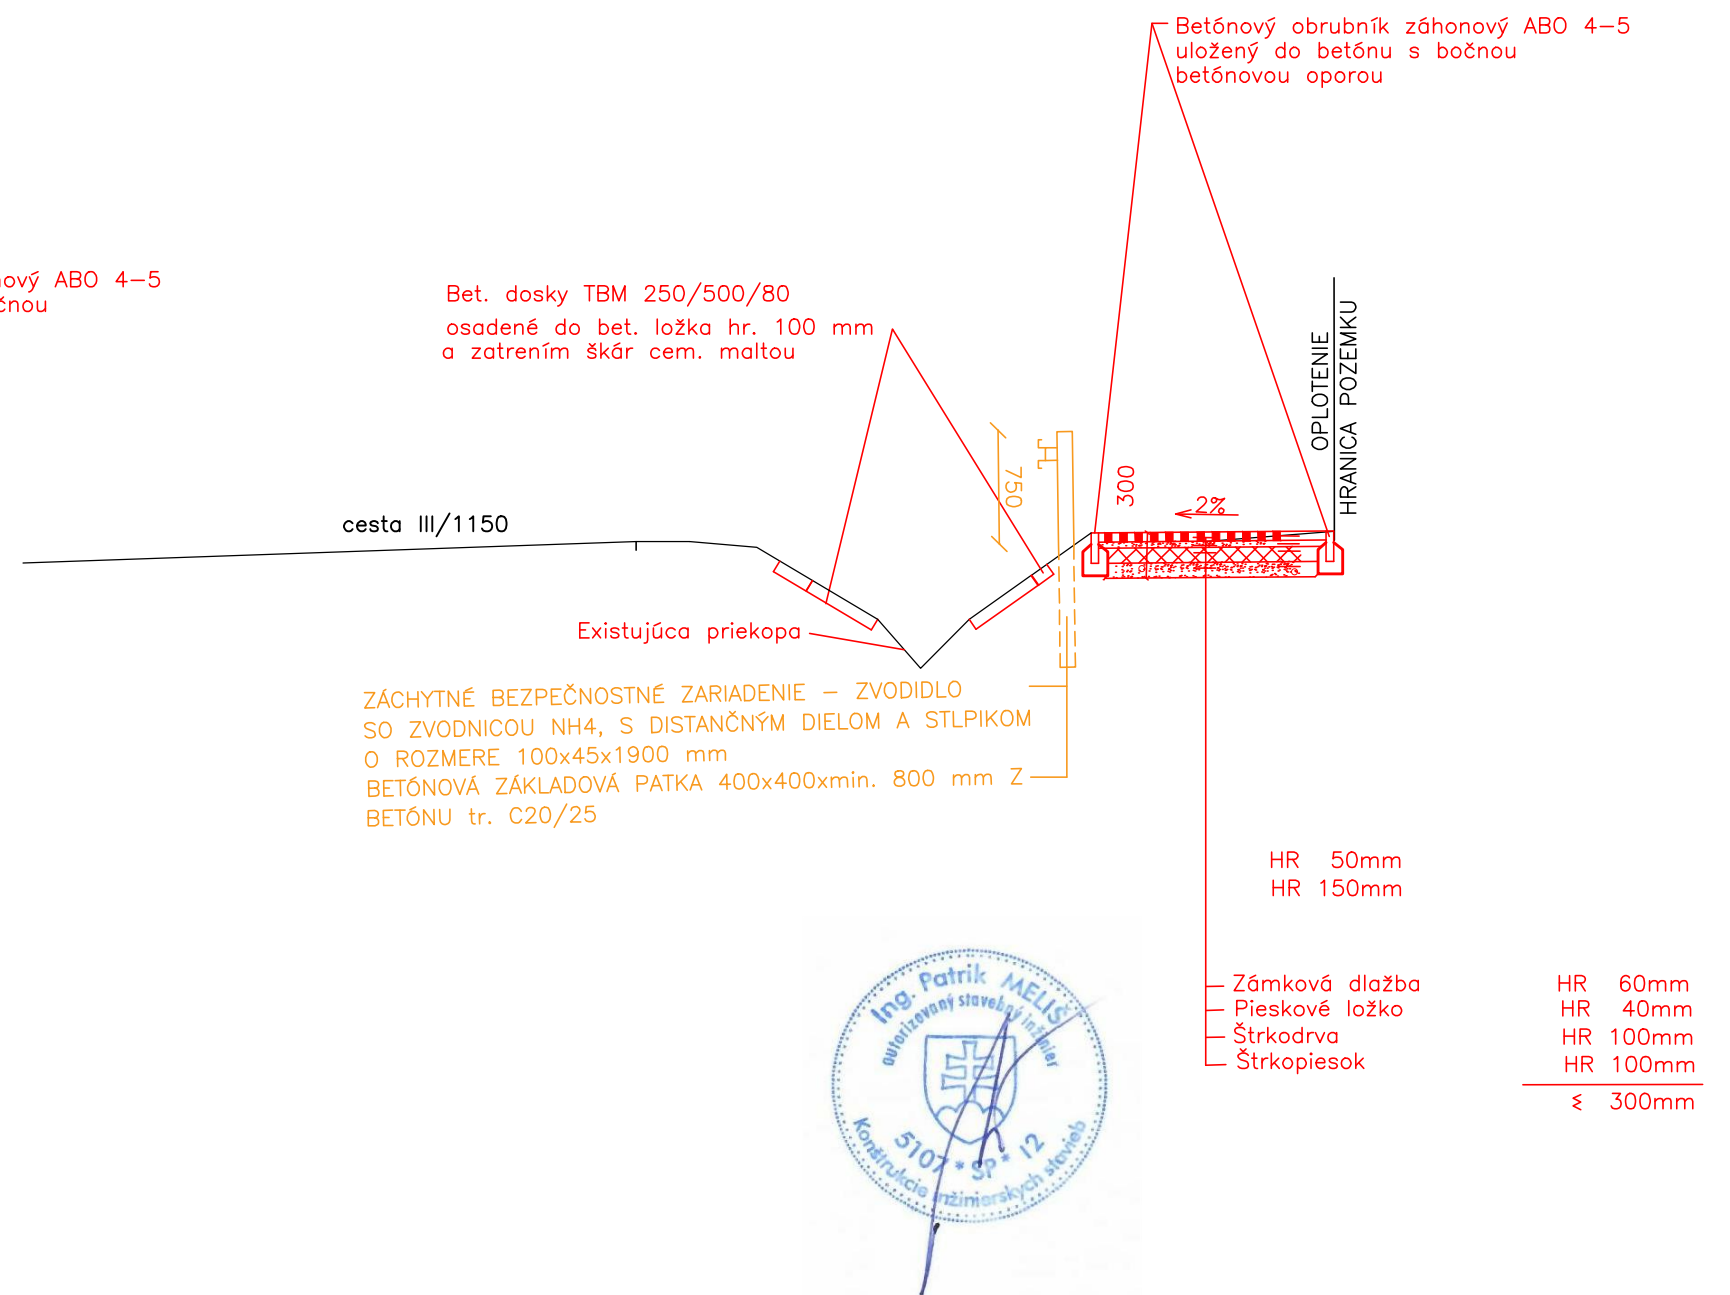 Betónový obrubník záhonový ABO 4-5
uložený do betónu s bočnou
betónovou oporou
ový ABO 4-5
čnou
Bet. dosky TBM 250/500/80
osadené do bet. ložka hr. 100 mm
a zatrením škár cem. maltou
OPLOTENIE
HRANICA POZEMKU
750
300
2%
cesta III/1150
Existujúca priekopa
ZÁCHYTNÉ BEZPEČNOSTNÉ ZARIADENIE - ZVODIDLO
SO ZVODNICOU NH4, S DISTANČNÝM DIELOM A STLPIKOM
O ROZMERE 100x45x1900 mm
BETÓNOVÁ ZÁKLADOVÁ PATKA 400x400xmin. 800 mm Z
BETÓNU tr. C20/25
HR 50mm
HR 150mm
Zámková dlažba HR 60mm
Pieskové ložko HR 40mm
Štrkodrva HR 100mm
Štrkopiesok HR 100mm
Σ 300mm
Ing. Patrik MELIŠ
autorizovaný stavebný inžinier
5107 * SP * 12
Konštrukcie inžinierskych stavieb